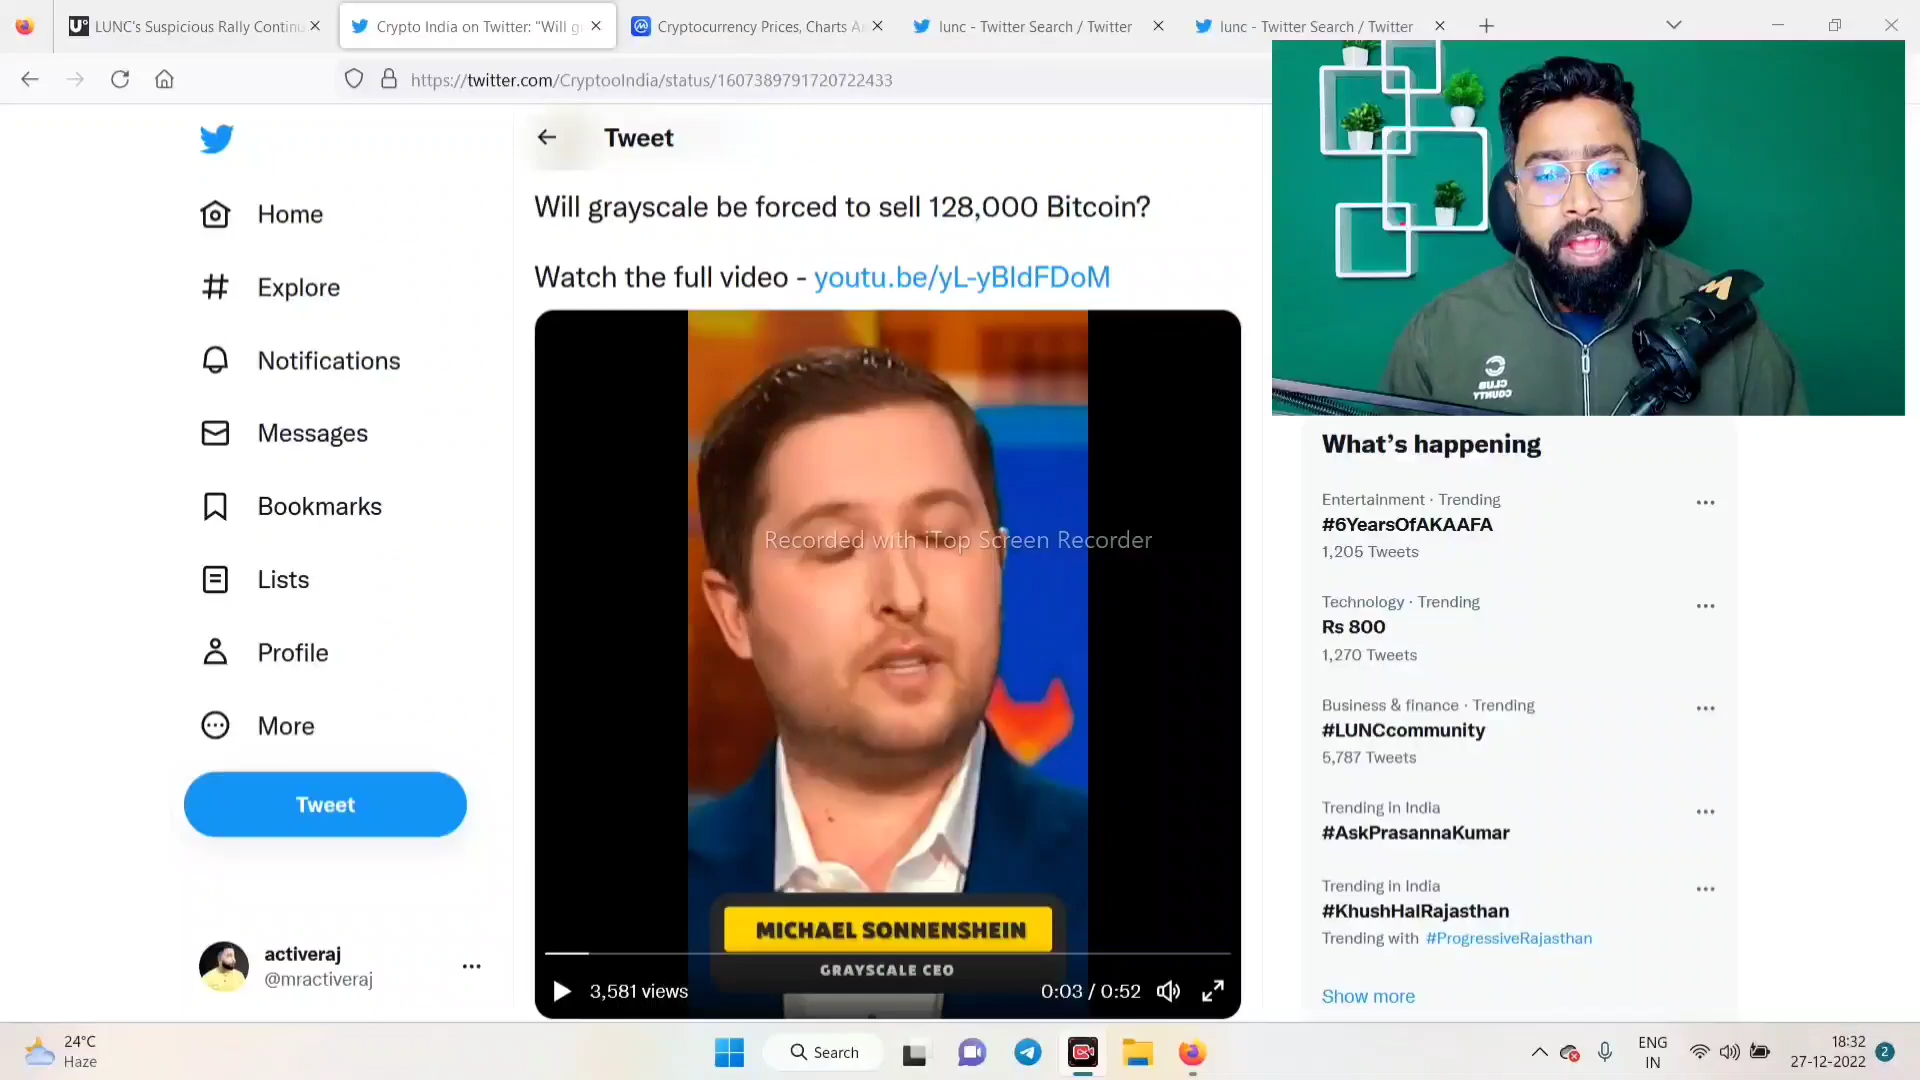 LUNC's Suspicious Rally Continu
Crypto India on Twitter: "Will g
Cryptocurrency Prices, Charts A
lunc - Twitter Search / Twitter
lunc - Twitter Search / Twitter
https://twitter.com/CryptooIndia/status/1607389791720722433
Tweet
Home
Explore
Notifications
Messages
Bookmarks
Lists
Profile
More
Tweet
activeraj
@mractiveraj
Will grayscale be forced to sell 128,000 Bitcoin?
Watch the full video - youtu.be/yL-yBIdFDoM
Recorded with iTop Screen Recorder
MICHAEL SONNENSHEIN
GRAYSCALE CEO
3,581 views
0:03 / 0:52
CLUB
COUNTY
What's happening
Entertainment · Trending
#6YearsOfAKAAFA
1,205 Tweets
Technology · Trending
Rs 800
1,270 Tweets
Business & finance · Trending
#LUNCcommunity
5,787 Tweets
Trending in India
#AskPrasannaKumar
Trending in India
#KhushHalRajasthan
Trending with #ProgressiveRajasthan
Show more
24°C
Haze
Search
ENG
IN
18:32
27-12-2022
2